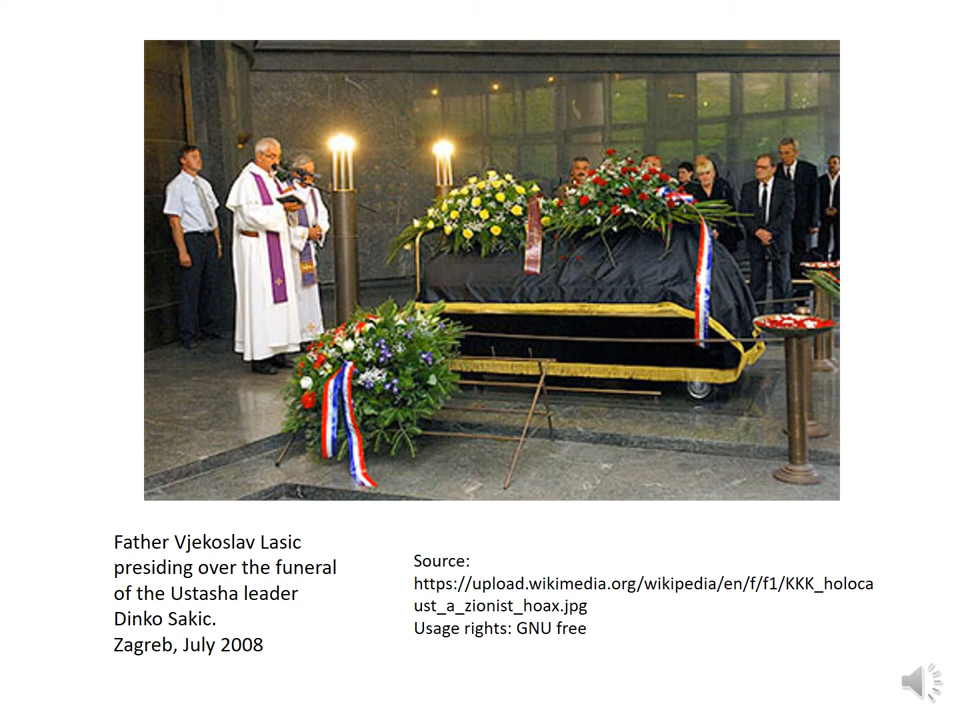 Father Vjekoslav Lasic
presiding over the funeral
of the Ustasha leader
Dinko Sakic.
Zagreb, July 2008
Source:
https://upload.wikimedia.org/wikipedia/en/f/f1/KKK_holoca
ust_a_zionist_hoax.jpg
Usage rights: GNU free